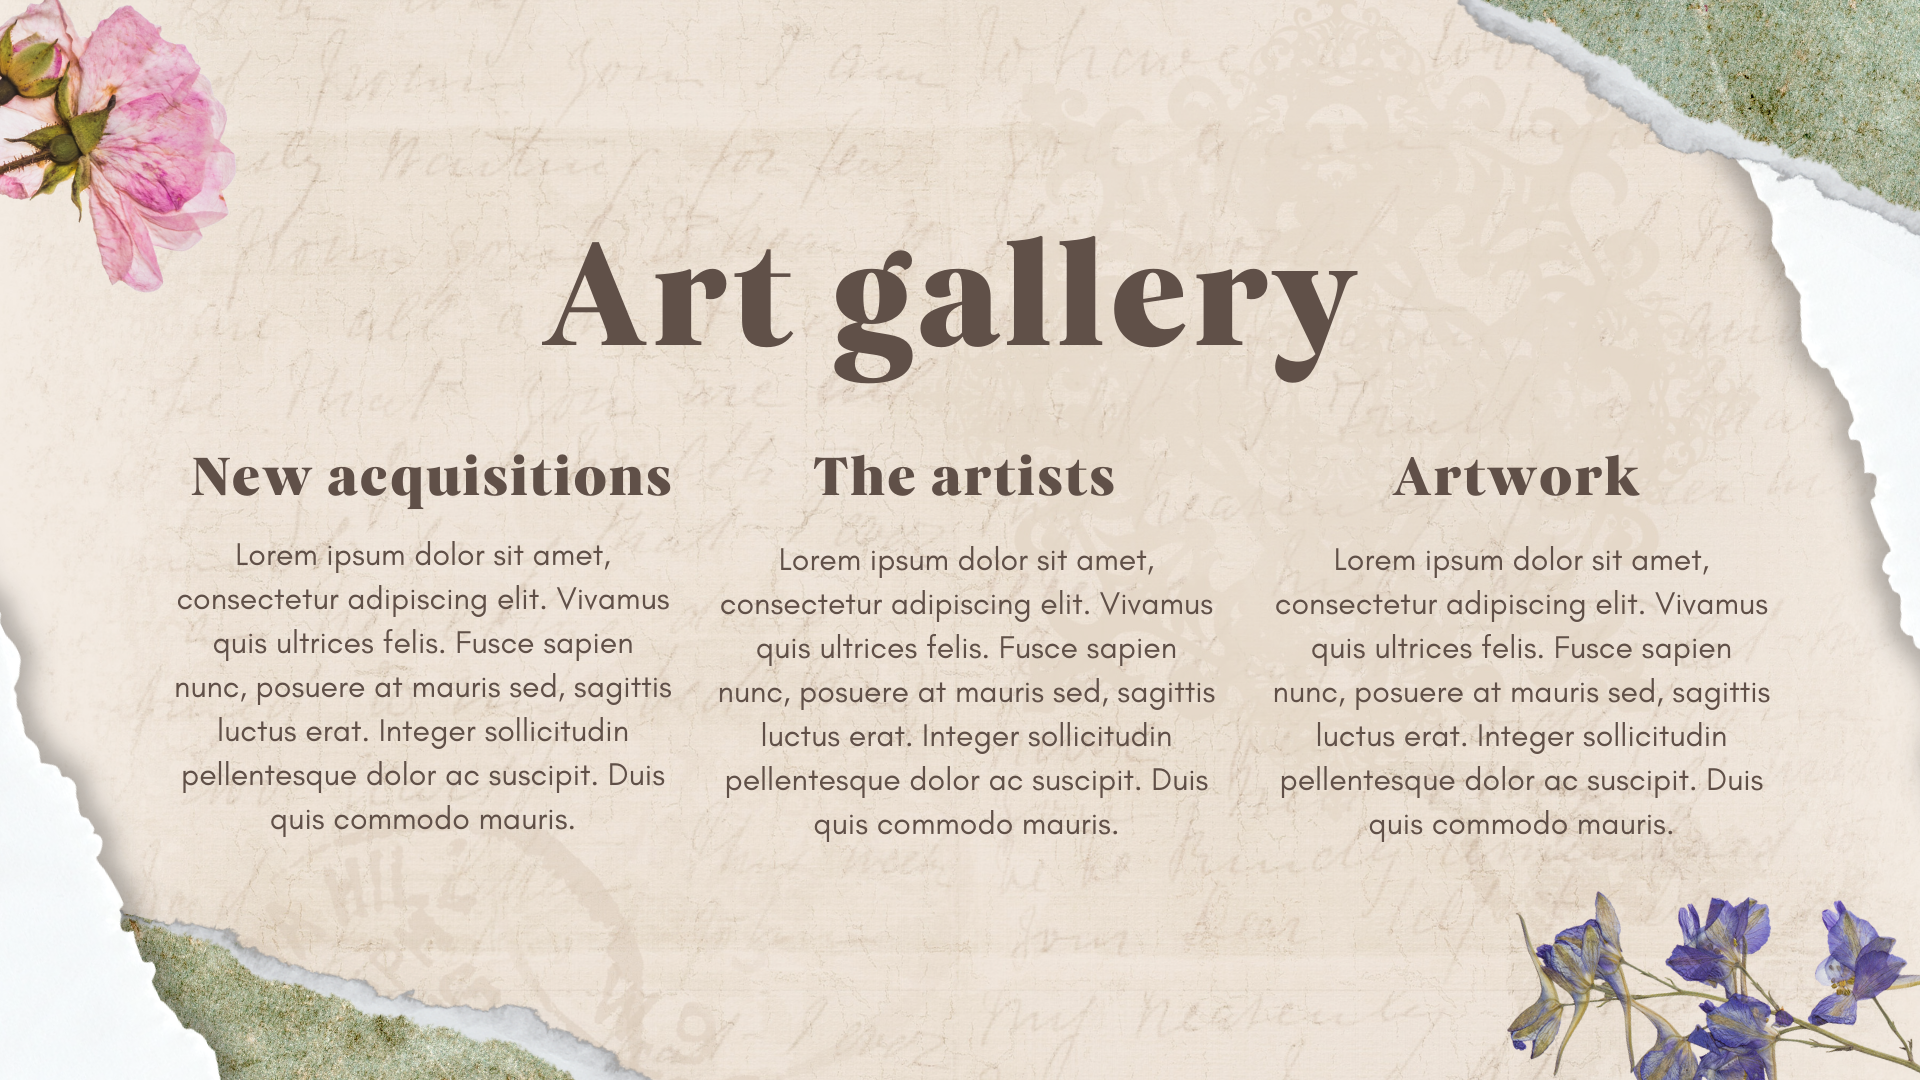 Art gallery
New acquisitions
Lorem ipsum dolor sit amet,
consectetur adipiscing elit. Vivamus
quis ultrices felis. Fusce sapien
nunc, posuere at mauris sed, sagittis
luctus erat. Integer sollicitudin
pellentesque dolor ac suscipit. Duis
quis commodo mauris.
The artists
Lorem ipsum dolor sit amet,
consectetur adipiscing elit. Vivamus
quis ultrices felis. Fusce sapien
nunc, posuere at mauris sed, sagittis
luctus erat. Integer sollicitudin
pellentesque dolor ac suscipit. Duis
quis commodo mauris.
Artwork
Lorem ipsum dolor sit amet,
consectetur adipiscing elit. Vivamus
quis ultrices felis. Fusce sapien
nunc, posuere at mauris sed, sagittis
luctus erat. Integer sollicitudin
pellentesque dolor ac suscipit. Duis
quis commodo mauris.